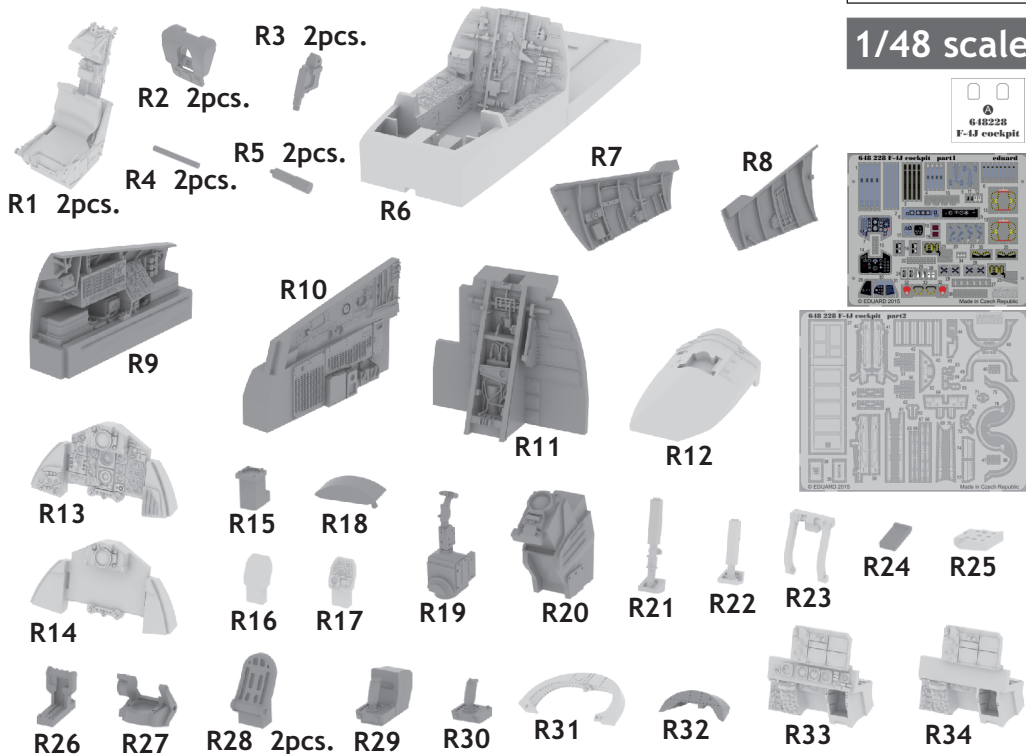 R1 2pcs.
R2 2pcs.
R3 2pcs.
R4 2pcs.
R5 2pcs.
R6
R7
R8
1/48 scale
A
648228
F-4J cockpit
648 228 F-4J cockpit part1 eduard
© EDUARD 2015 Made in Czech Republic
648 228 F-4J cockpit part2
© EDUARD 2015 Made in Czech Republic
R9
R10
R11
R12
R13
R14
R15
R18
R16
R17
R19
R20
R21
R22
R23
R24
R25
R26
R27
R28 2pcs.
R29
R30
R31
R32
R33
R34